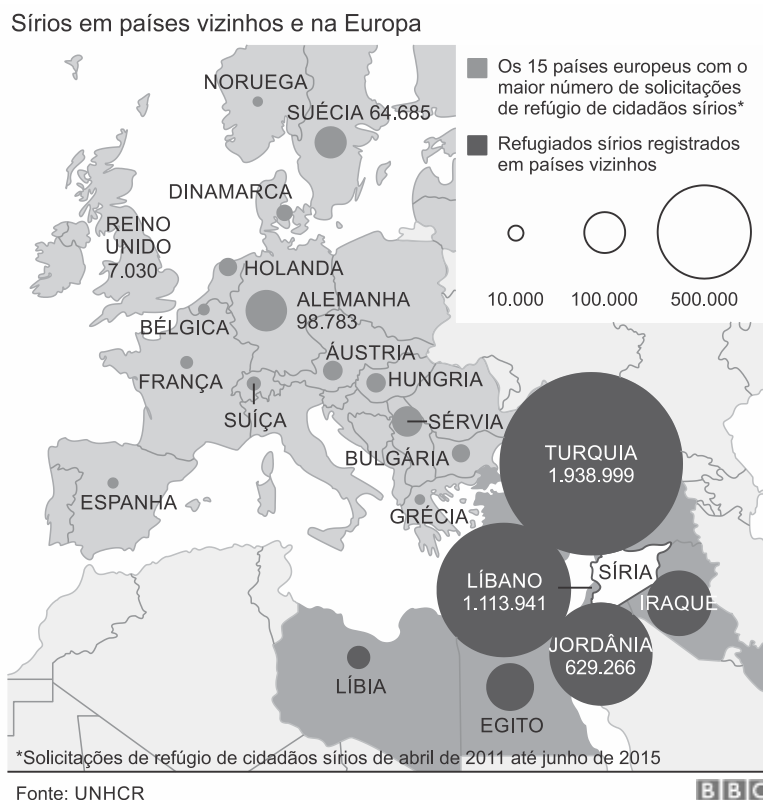 Sírios em países vizinhos e na Europa
Os 15 países europeus com o
maior número de solicitações
de refúgio de cidadãos sírios*
Refugiados sírios registrados
em países vizinhos
10.000
100.000
500.000
NORUEGA
SUÉCIA 64.685
DINAMARCA
REINO
UNIDO
7.030
HOLANDA
ALEMANHA
98.783
BÉLGICA
ÁUSTRIA
FRANÇA
HUNGRIA
SUÍÇA
SÉRVIA
BULGÁRIA
TURQUIA
1.938.999
ESPANHA
GRÉCIA
LÍBANO
1.113.941
SÍRIA
IRAQUE
JORDÂNIA
629.266
LÍBIA
EGITO
*Solicitações de refúgio de cidadãos sírios de abril de 2011 até junho de 2015
Fonte: UNHCR
BBC